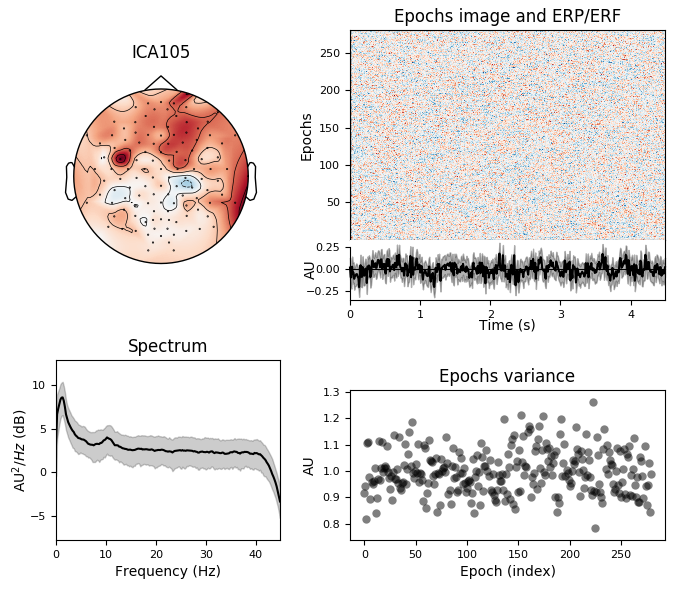 ICA105
Epochs image and ERP/ERF
Epochs
250
200
150
100
50
AU
0.25
0.00
−0.25
0 1 2 3 4
Time (s)
Spectrum
AU²/Hz (dB)
10
5
0
−5
0 10 20 30 40
Frequency (Hz)
Epochs variance
AU
1.3
1.2
1.1
1.0
0.9
0.8
0 50 100 150 200 250
Epoch (index)